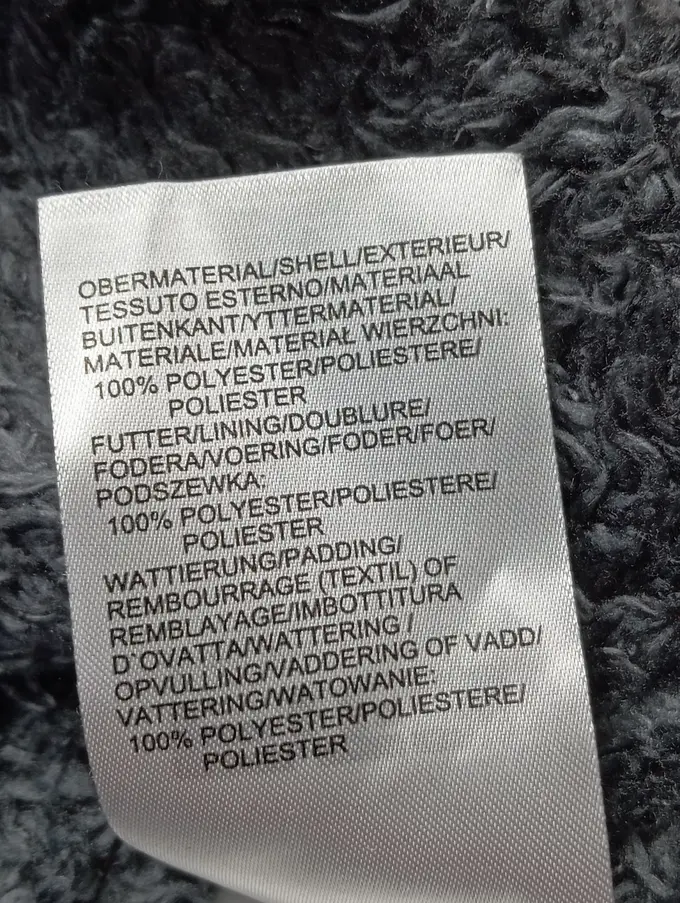 OBERMATERIAL/SHELL/EXTERIEUR/
TESSUTO ESTERNO/MATERIAAL
BUITENKANT/YTTERMATERIAL/
MATERIALE/MATERIAŁ WIERZCHNI:
100% POLYESTER/POLIESTERE/
POLIESTER
FUTTER/LINING/DOUBLURE/
FODERA/VOERING/FODER/FOER/
PODSZEWKA:
100% POLYESTER/POLIESTERE/
POLIESTER
WATTIERUNG/PADDING/
REMBOURRAGE (TEXTIL) OF
REMBLAYAGE/IMBOTTITURA
D´OVATTA/WATTERING /
OPVULLING/VADDERING OF VADD/
VATTERING/WATOWANIE:
100% POLYESTER/POLIESTERE/
POLIESTER